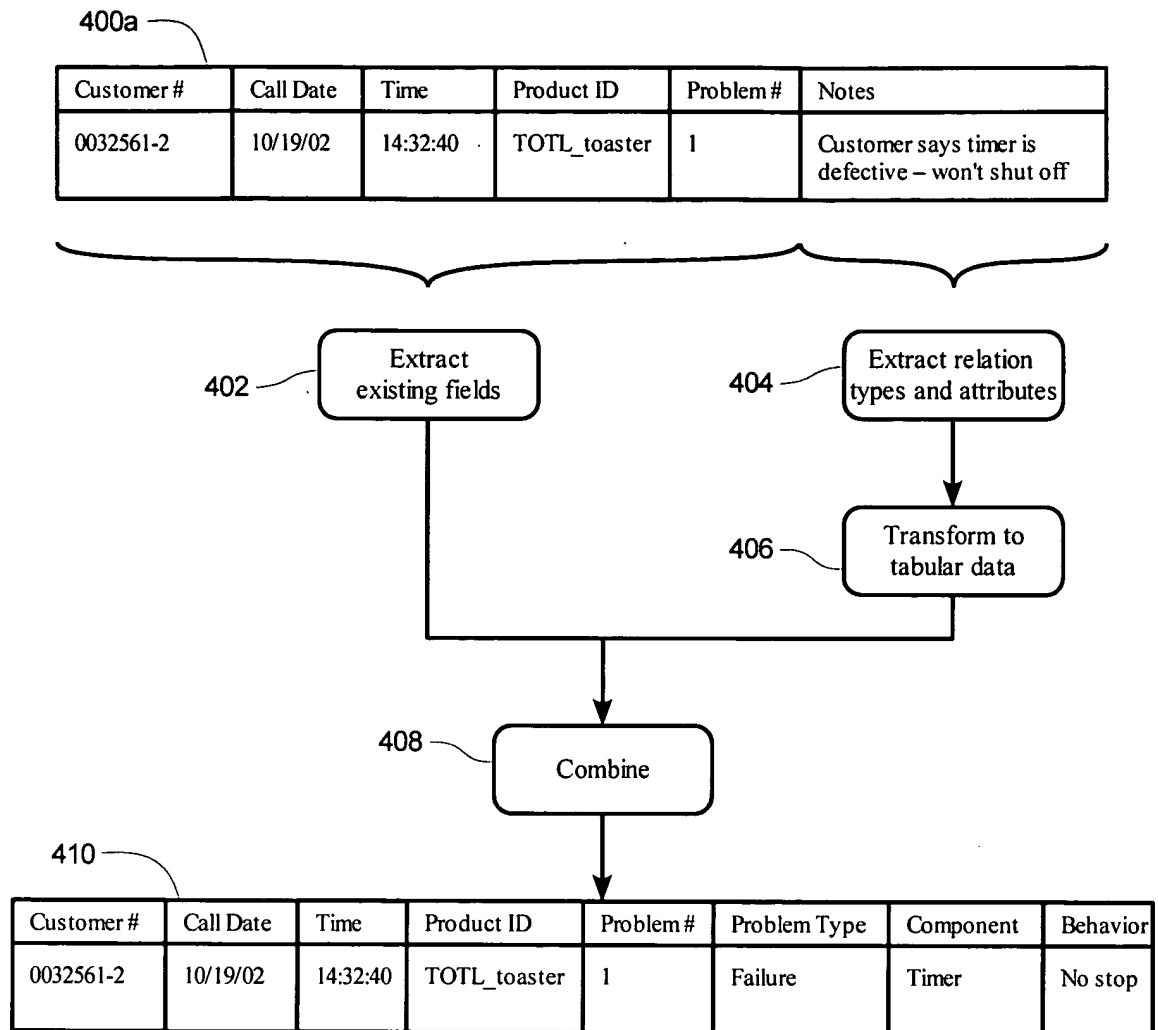 400a
Customer # Call Date Time Product ID Problem # Notes
0032561-2 10/19/02 14:32:40 TOTL_toaster 1 Customer says timer is
defective – won't shut off
402
Extract
existing fields
404
Extract relation
types and attributes
406
Transform to
tabular data
408
Combine
410
Customer # Call Date Time Product ID Problem # Problem Type Component Behavior
0032561-2 10/19/02 14:32:40 TOTL_toaster 1 Failure Timer No stop